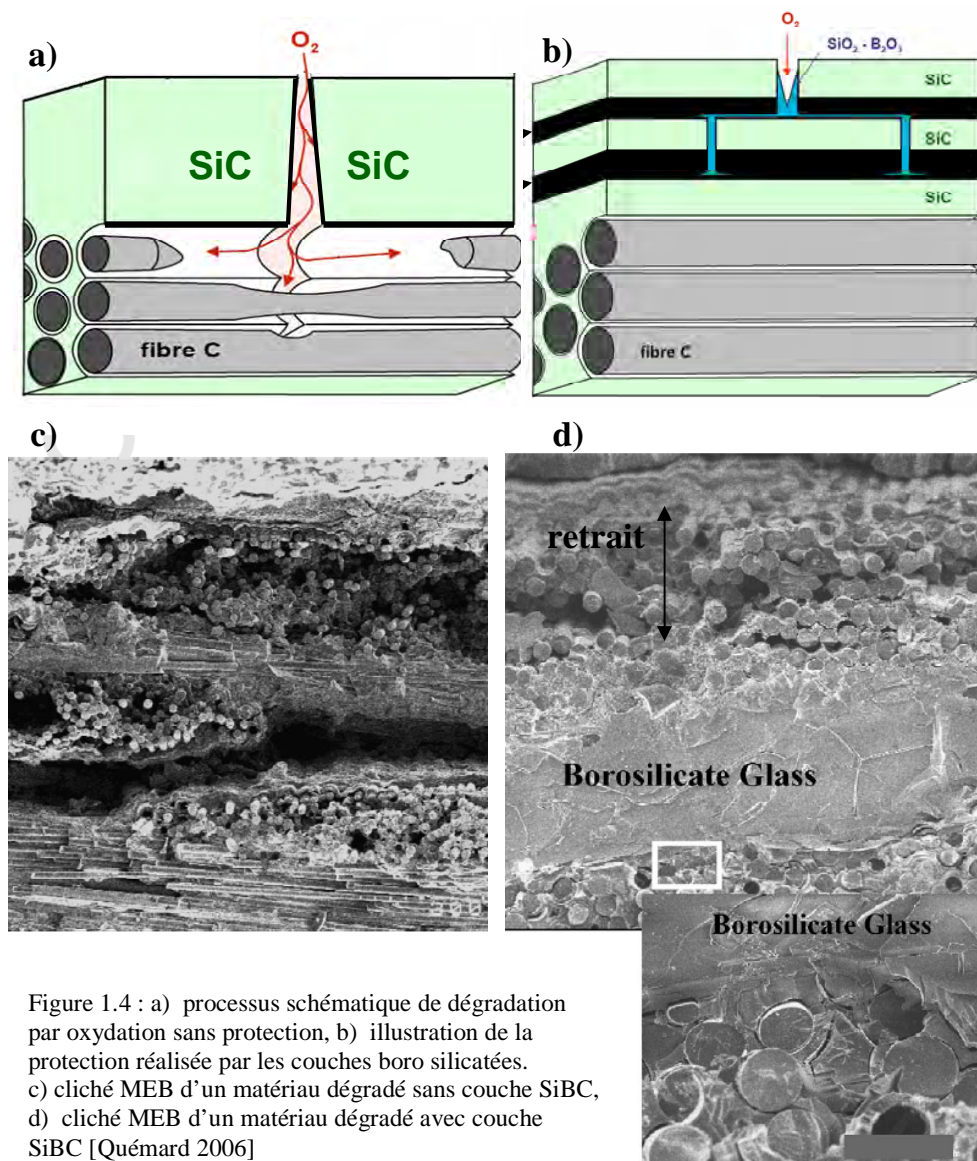 a)
O₂
SiC
SiC
fibre C
b)
O₂
SiO₂ - B₂O₃
SiC
SiC
SiC
fibre C
c)
d)
retrait
Borosilicate Glass
Borosilicate Glass
Figure 1.4 : a) processus schématique de dégradation
par oxydation sans protection, b) illustration de la
protection réalisée par les couches boro silicatées.
c) cliché MEB d'un matériau dégradé sans couche SiBC,
d) cliché MEB d'un matériau dégradé avec couche
SiBC [Quémard 2006]